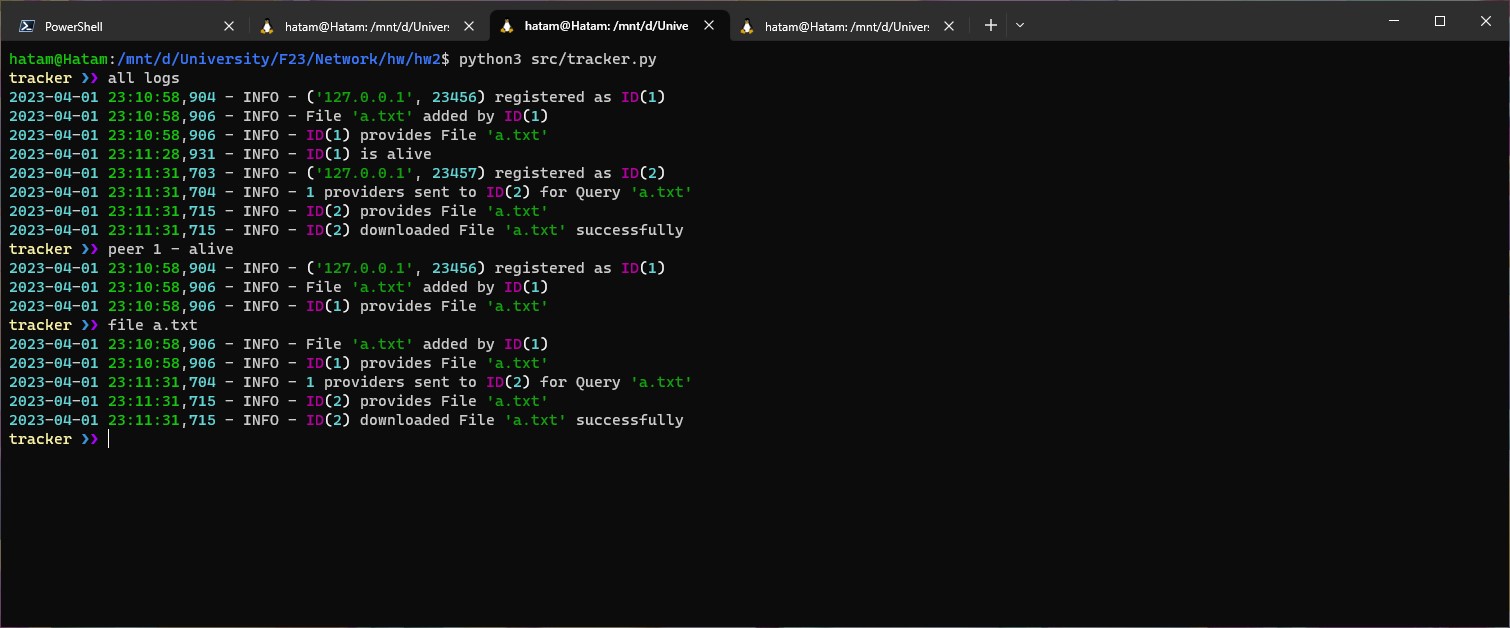 PowerShell
hatam@Hatam: /mnt/d/Univers
hatam@Hatam: /mnt/d/Unive
hatam@Hatam: /mnt/d/Univers
hatam@Hatam:/mnt/d/University/F23/Network/hw/hw2$ python3 src/tracker.py
tracker ❯❯ all logs
2023-04-01 23:10:58,904 - INFO - ('127.0.0.1', 23456) registered as ID(1)
2023-04-01 23:10:58,906 - INFO - File 'a.txt' added by ID(1)
2023-04-01 23:10:58,906 - INFO - ID(1) provides File 'a.txt'
2023-04-01 23:11:28,931 - INFO - ID(1) is alive
2023-04-01 23:11:31,703 - INFO - ('127.0.0.1', 23457) registered as ID(2)
2023-04-01 23:11:31,704 - INFO - 1 providers sent to ID(2) for Query 'a.txt'
2023-04-01 23:11:31,715 - INFO - ID(2) provides File 'a.txt'
2023-04-01 23:11:31,715 - INFO - ID(2) downloaded File 'a.txt' successfully
tracker ❯❯ peer 1 - alive
2023-04-01 23:10:58,904 - INFO - ('127.0.0.1', 23456) registered as ID(1)
2023-04-01 23:10:58,906 - INFO - File 'a.txt' added by ID(1)
2023-04-01 23:10:58,906 - INFO - ID(1) provides File 'a.txt'
tracker ❯❯ file a.txt
2023-04-01 23:10:58,906 - INFO - File 'a.txt' added by ID(1)
2023-04-01 23:10:58,906 - INFO - ID(1) provides File 'a.txt'
2023-04-01 23:11:31,704 - INFO - 1 providers sent to ID(2) for Query 'a.txt'
2023-04-01 23:11:31,715 - INFO - ID(2) provides File 'a.txt'
2023-04-01 23:11:31,715 - INFO - ID(2) downloaded File 'a.txt' successfully
tracker ❯❯